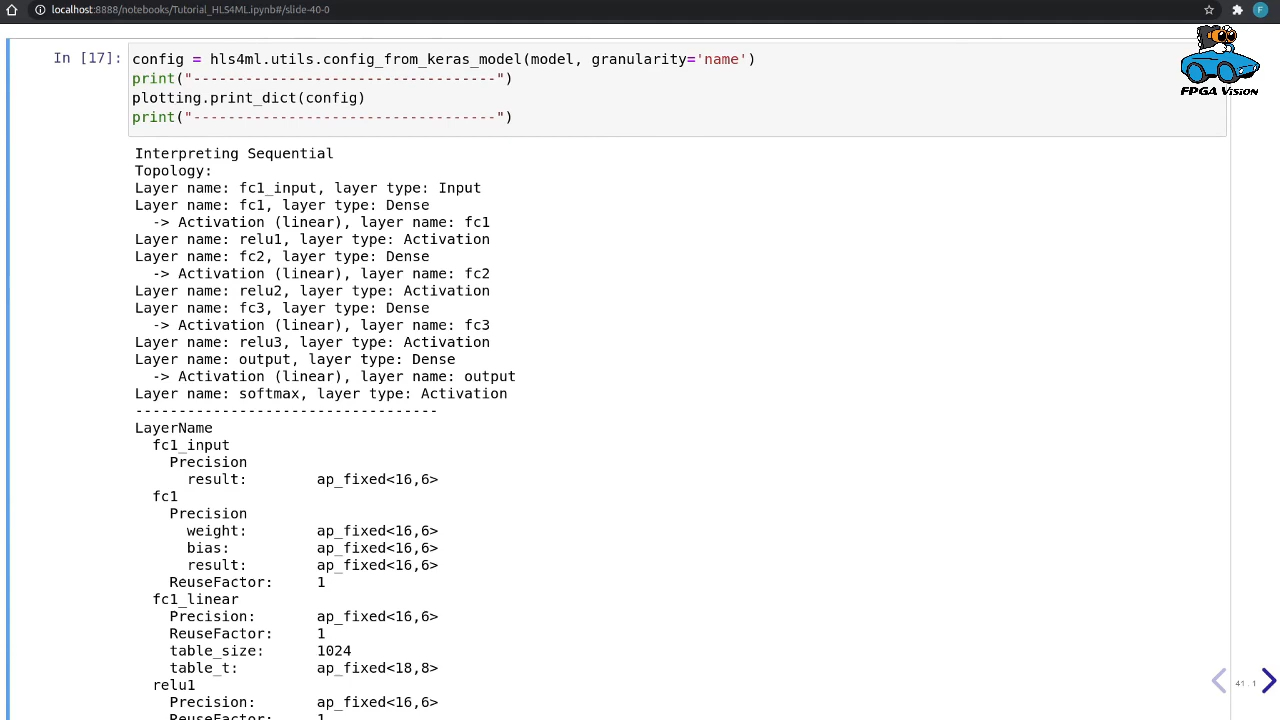 localhost:8888/notebooks/Tutorial_HLS4ML.ipynb#/slide-40-0
F
FPGA Vision
In [17]:
config = hls4ml.utils.config_from_keras_model(model, granularity='name')
print("-----------------------------------")
plotting.print_dict(config)
print("-----------------------------------")
Interpreting Sequential
Topology:
Layer name: fc1_input, layer type: Input
Layer name: fc1, layer type: Dense
-> Activation (linear), layer name: fc1
Layer name: relu1, layer type: Activation
Layer name: fc2, layer type: Dense
-> Activation (linear), layer name: fc2
Layer name: relu2, layer type: Activation
Layer name: fc3, layer type: Dense
-> Activation (linear), layer name: fc3
Layer name: relu3, layer type: Activation
Layer name: output, layer type: Dense
-> Activation (linear), layer name: output
Layer name: softmax, layer type: Activation
-----------------------------------
LayerName
fc1_input
Precision
result: ap_fixed<16,6>
fc1
Precision
weight: ap_fixed<16,6>
bias: ap_fixed<16,6>
result: ap_fixed<16,6>
ReuseFactor: 1
fc1_linear
Precision: ap_fixed<16,6>
ReuseFactor: 1
table_size: 1024
table_t: ap_fixed<18,8>
relu1
Precision: ap_fixed<16,6>
ReuseFactor: 1
41.1